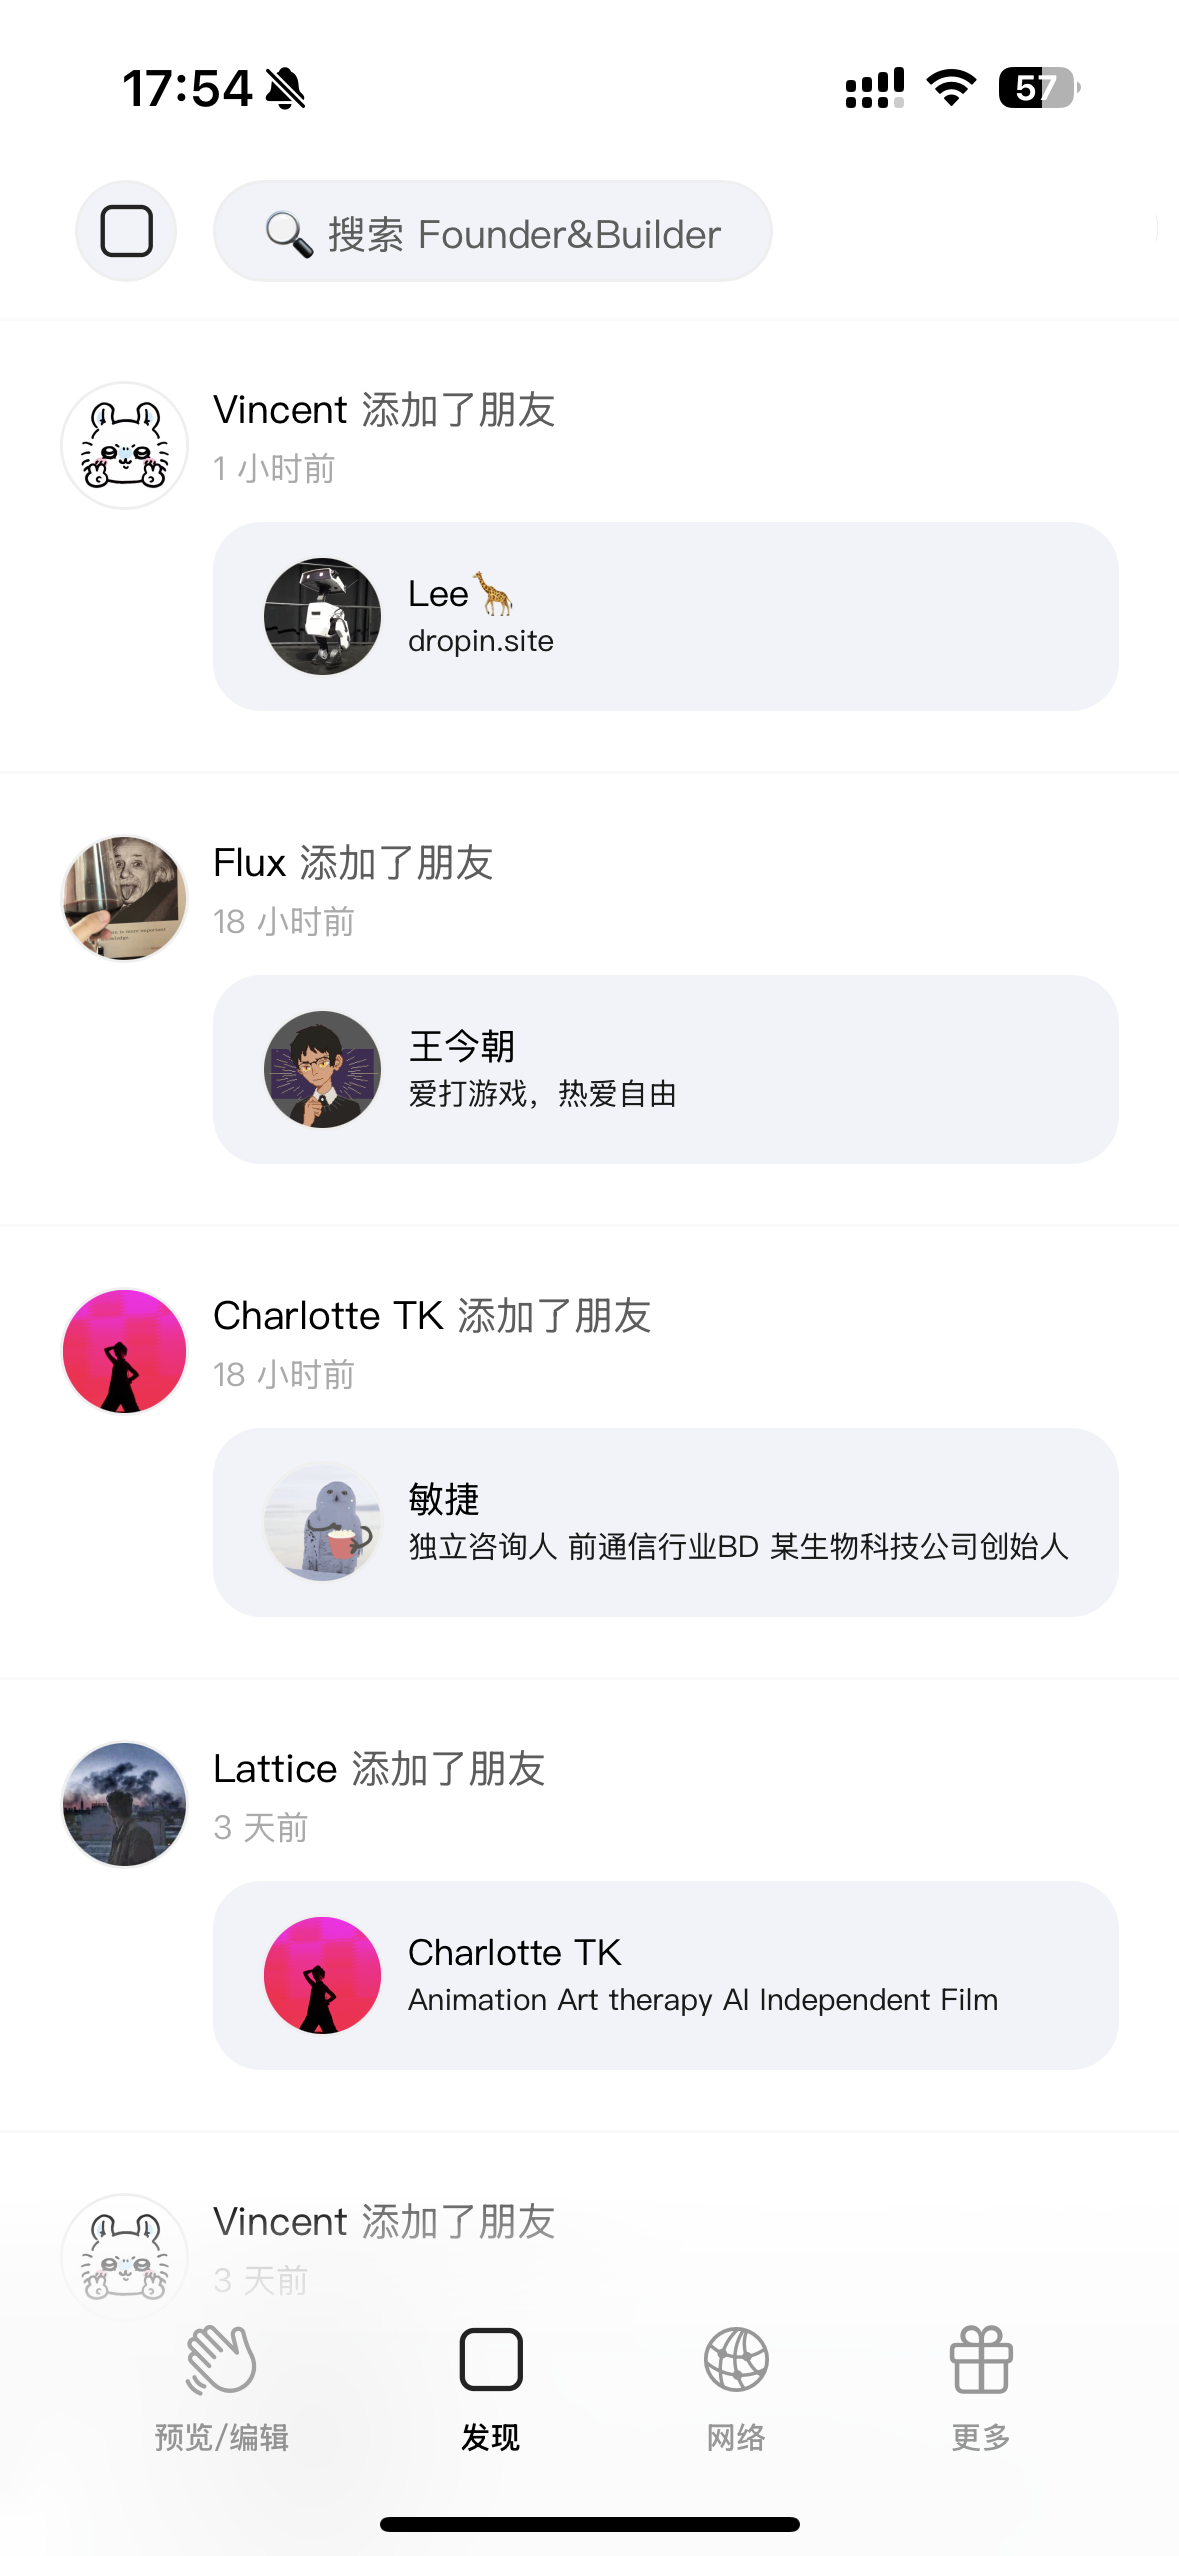 17:54
57
搜索 Founder&Builder
Vincent 添加了朋友
1 小时前
Lee
dropin.site
Flux 添加了朋友
18 小时前
王今朝
爱打游戏，热爱自由
Charlotte TK 添加了朋友
18 小时前
敏捷
独立咨询人 前通信行业BD 某生物科技公司创始人
Lattice 添加了朋友
3 天前
Charlotte TK
Animation Art therapy AI Independent Film
Vincent 添加了朋友
3 天前
预览/编辑
发现
网络
更多